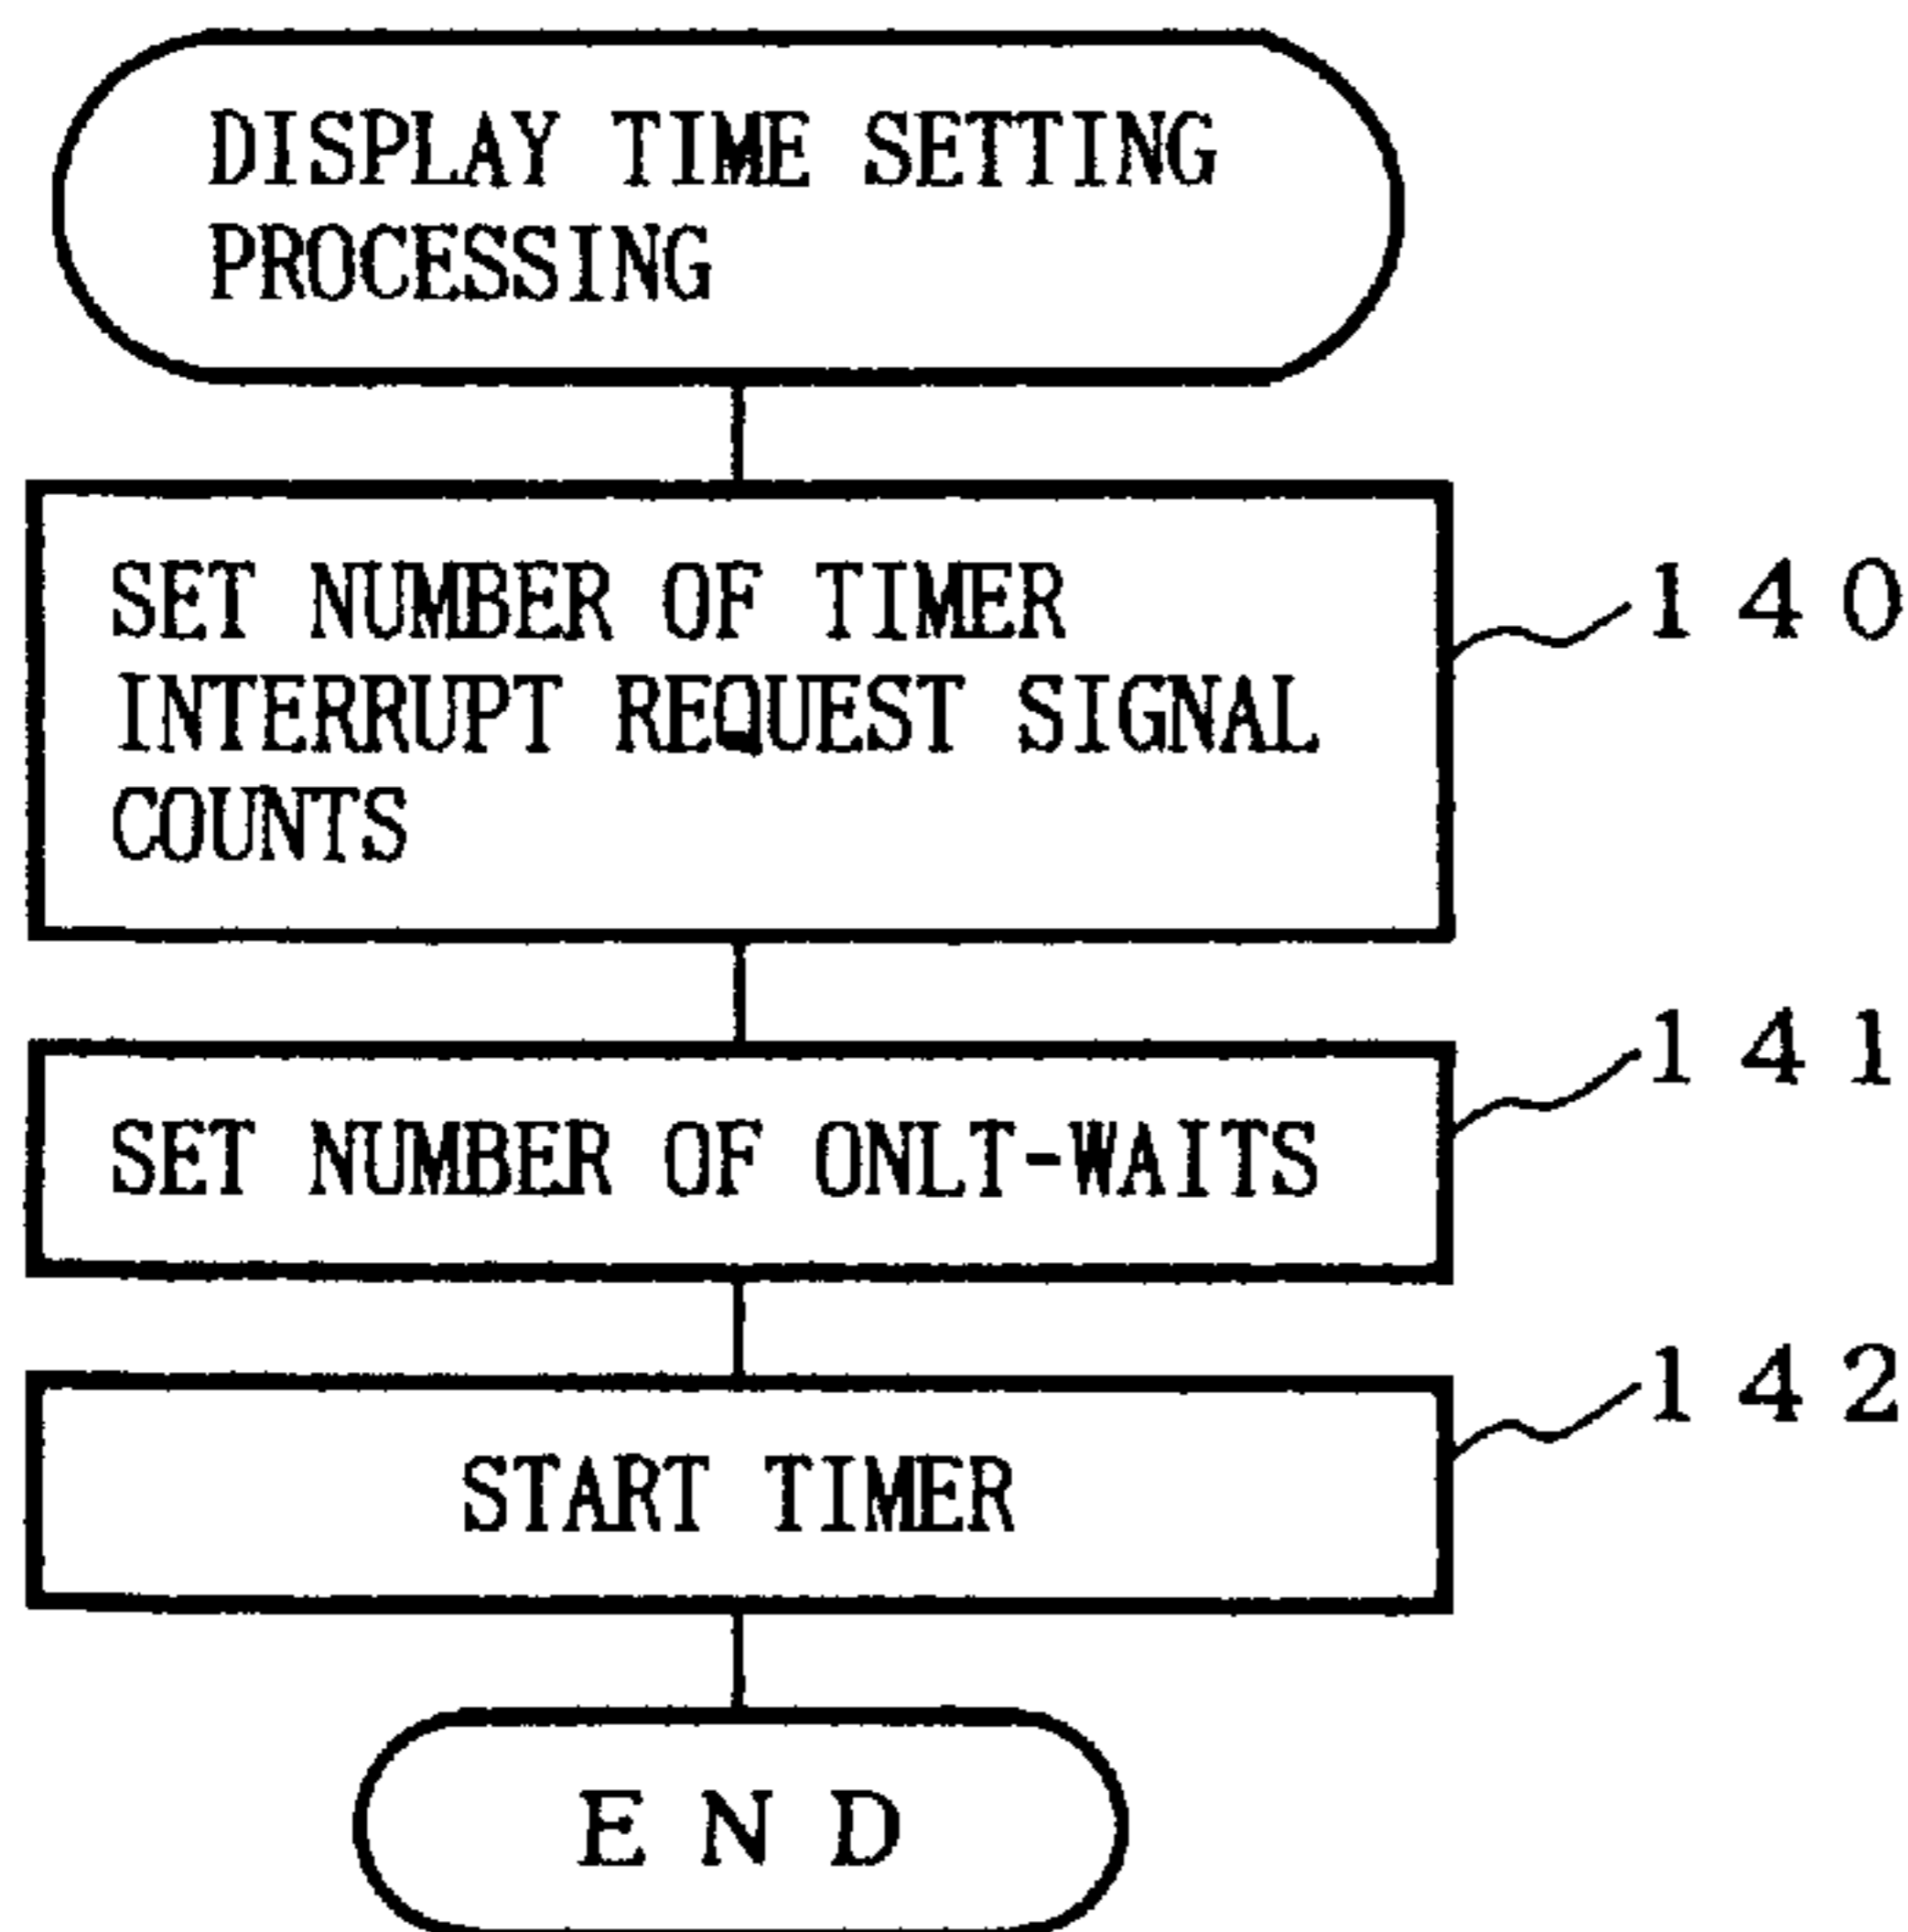 DISPLAY TIME SETTING
PROCESSING
SET NUMBER OF TIMER
INTERRUPT REQUEST SIGNAL
COUNTS
140
SET NUMBER OF ONLT-WAITS
141
START TIMER
142
END